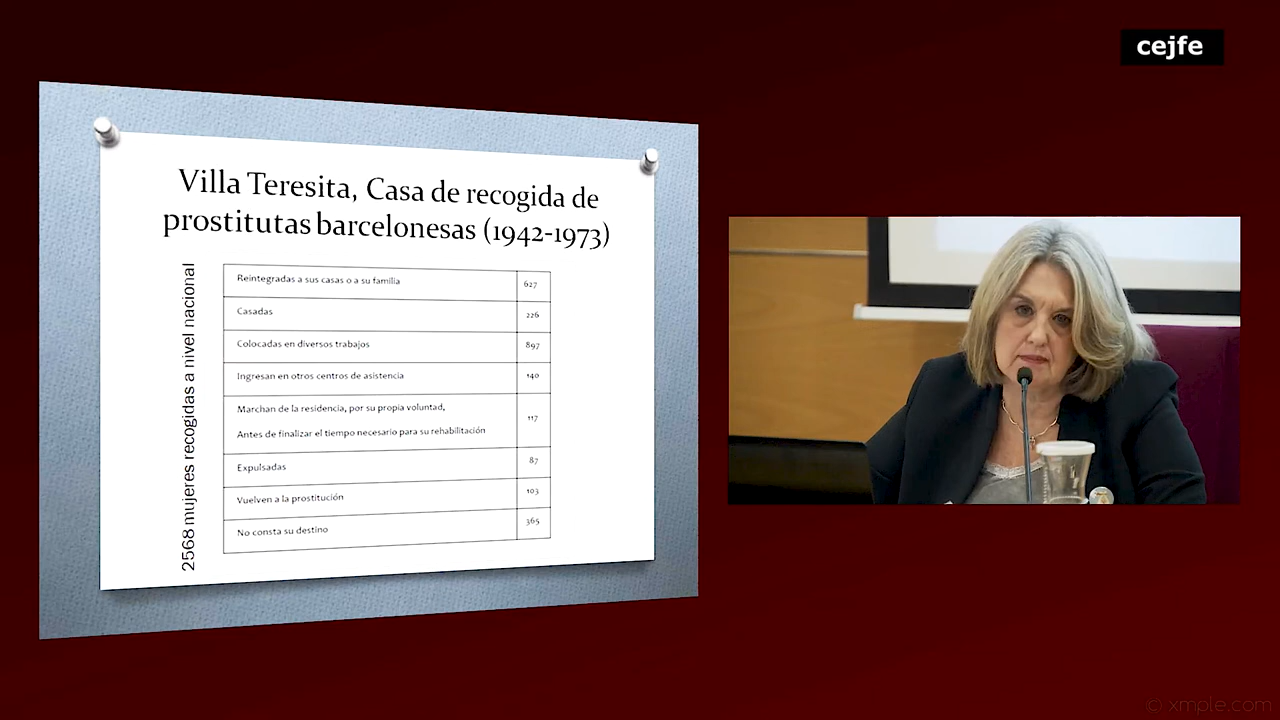 cejfe
Villa Teresita, Casa de recogida de
prostitutas barcelonesas (1942-1973)
2568 mujeres recogidas a nivel nacional
Reintegradas a sus casas o a su familia 627
Casadas 226
Colocadas en diversos trabajos 897
Ingresan en otros centros de asistencia 140
Marchan de la residencia, por su propia voluntad, 117
Antes de finalizar el tiempo necesario para su rehabilitación
Expulsadas 87
Vuelven a la prostitución 103
No consta su destino 365
© xmple.com